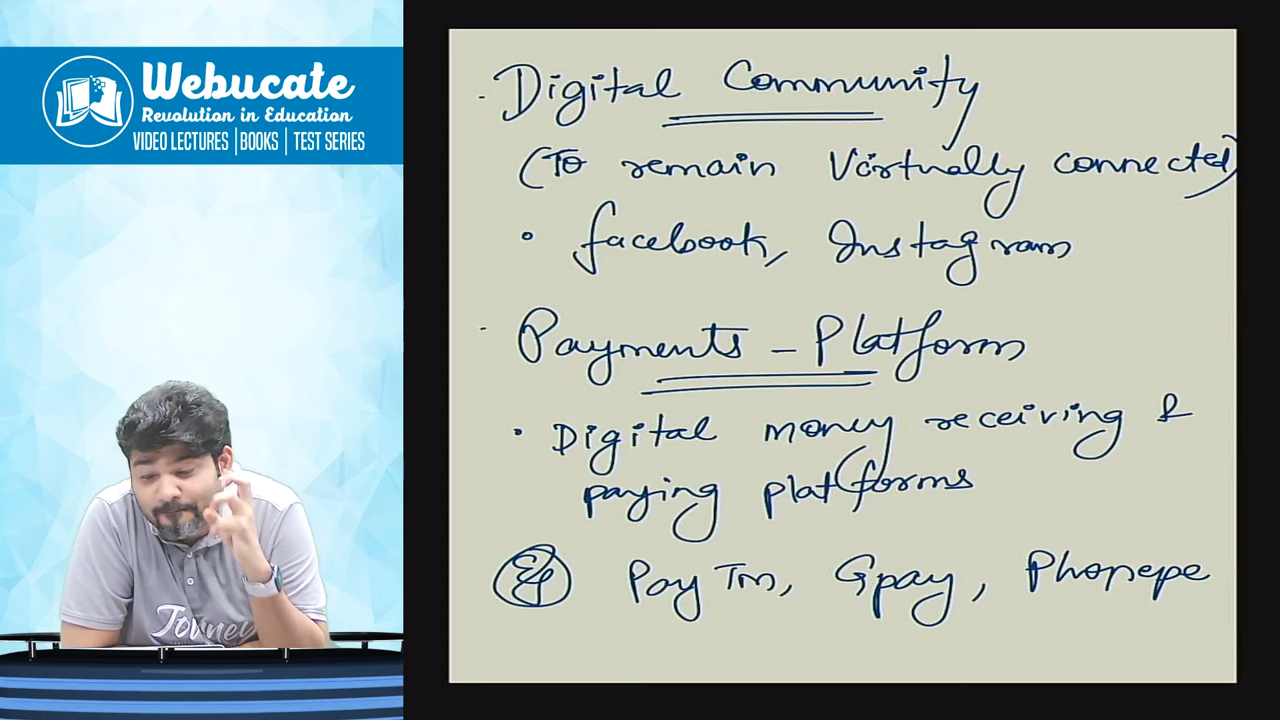 Webucate
Revolution in Education
VIDEO LECTURES | BOOKS | TEST SERIES
Digital Community
(To remain Virtually connected)
• facebook, Instagram
Payments - Platform
• Digital money receiving &
paying platforms
Eg PayTm, Gpay, Phonepe
Journey